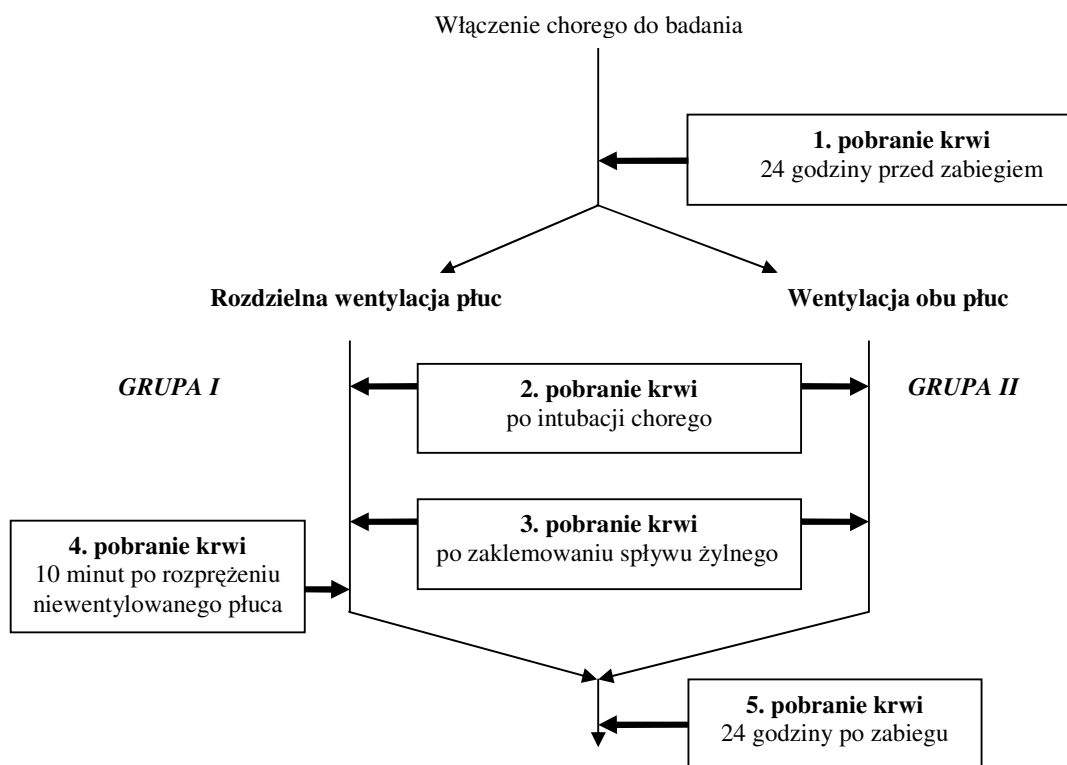 Włączenie chorego do badania
1. pobranie krwi
24 godziny przed zabiegiem
Rozdzielna wentylacja płuc
Wentylacja obu płuc
GRUPA I
2. pobranie krwi
po intubacji chorego
GRUPA II
3. pobranie krwi
po zaklemowaniu spływu żylnego
4. pobranie krwi
10 minut po rozprężeniu
niewentylowanego płuca
5. pobranie krwi
24 godziny po zabiegu